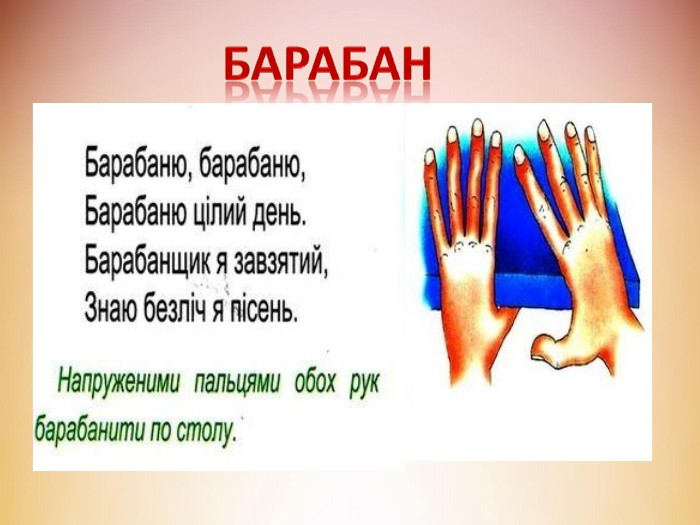 БАРАБАН
Барабаню, барабаню,
Барабаню цілий день.
Барабанщик я завзятий,
Знаю безліч я пісень.
Напруженими пальцями обох рук
барабанити по столу.